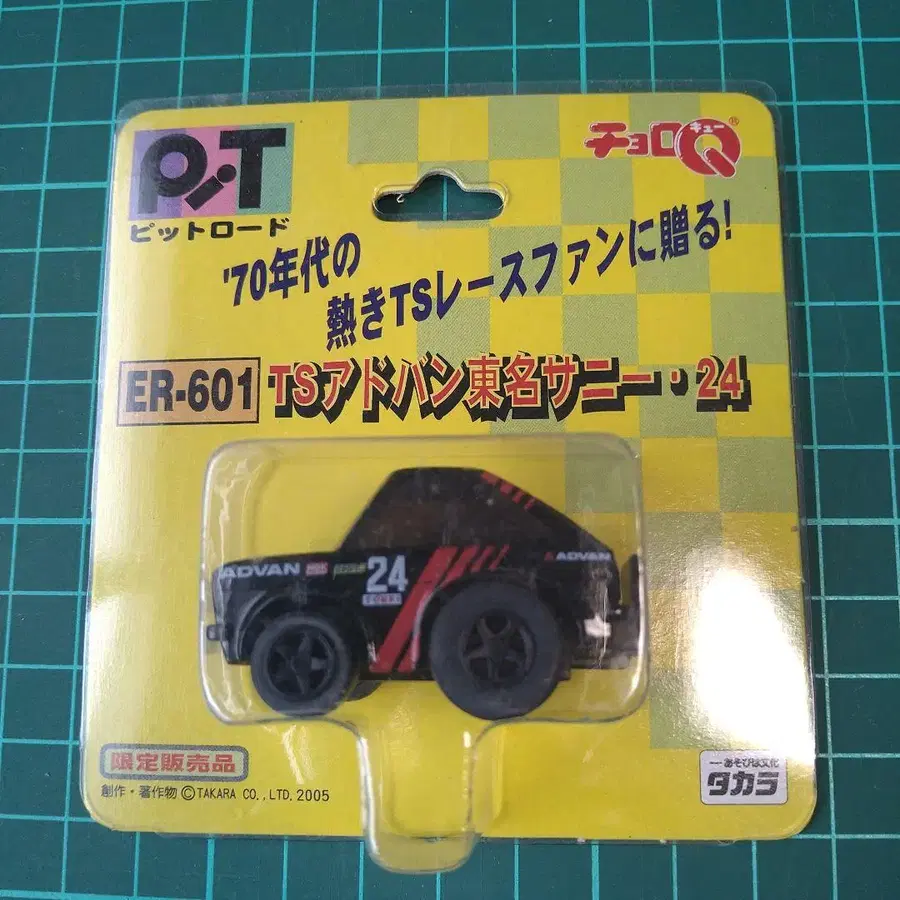 PiT
チョロQ
キュー
®
ピットロード
'70年代の
熱きTSレースファンに贈る!
ER-601
TSアドバン東名サニー・24
ADVAN
24
ADVAN
限定販売品
創作・著作物 ©TAKARA CO.,LTD.2005
あそびは文化
タカラ